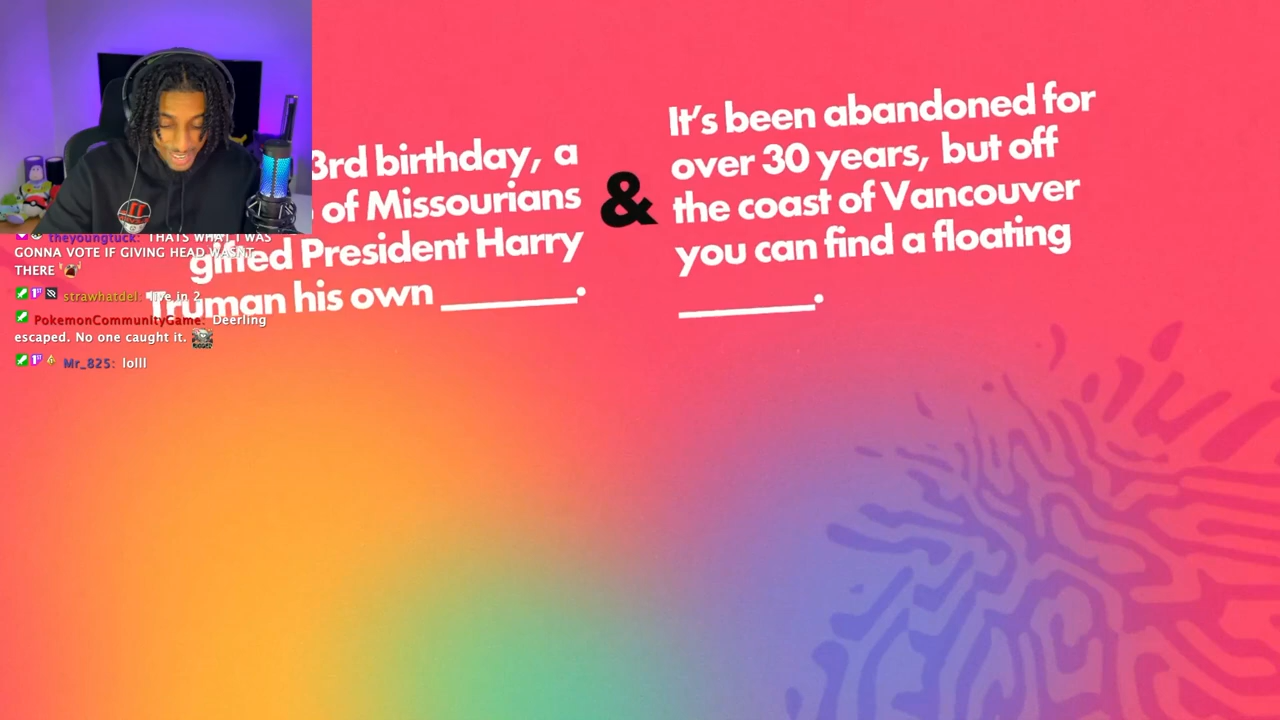 3rd birthday, a
of Missourians
gifted President Harry
Truman his own ______.
&
It's been abandoned for
over 30 years, but off
the coast of Vancouver
you can find a floating
______.
theyoungtuck: THATS WHAT I WAS
GONNA VOTE IF GIVING HEAD WASNT
THERE
strawhatdel: live in 2
PokemonCommunityGame: Deerling
escaped. No one caught it.
Mr_825: lolll